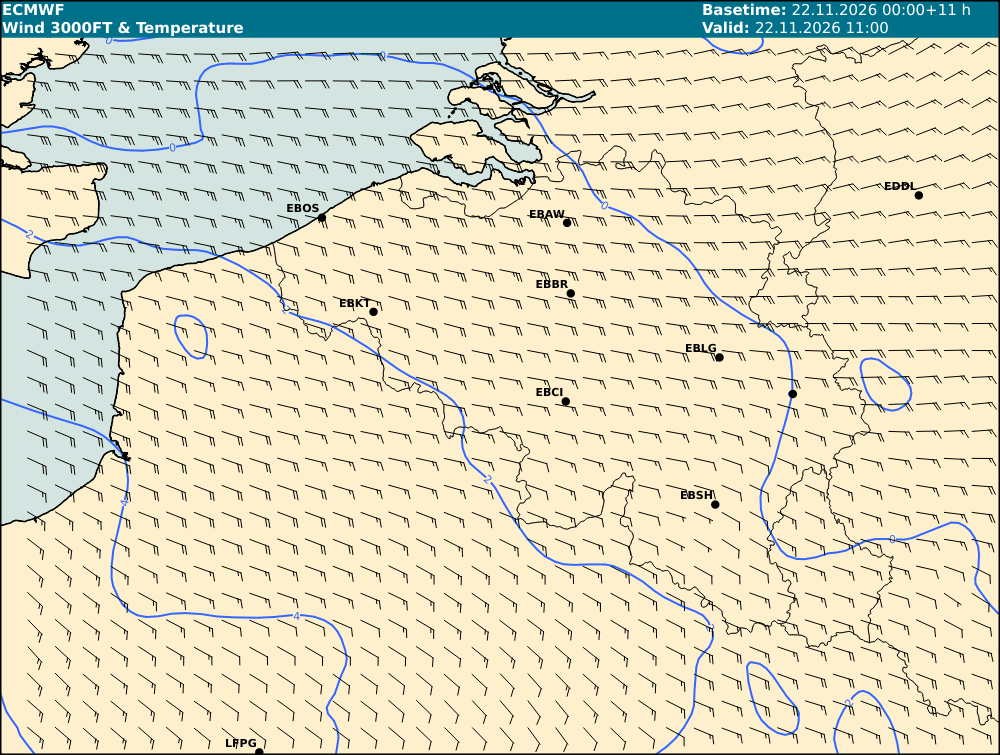 ECMWF
Wind 3000FT & Temperature
Basetime: 22.11.2026 00:00+11 h
Valid: 22.11.2026 11:00
0
0
0
EDDL
EBOS
0
EBAW
2
EBBR
EBKT
2
EBLG
EBCI
2
EBSH
4
0
4
2
LFPG